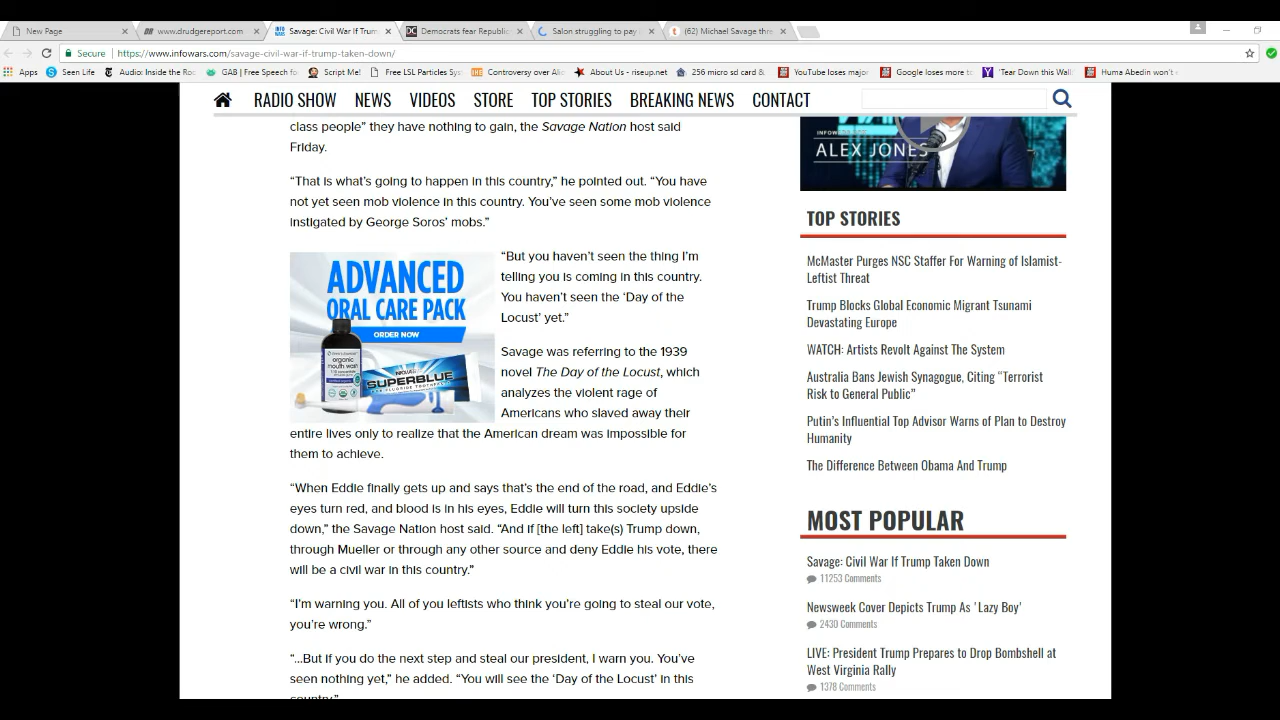 New Page
www.drudgereport.com
Savage: Civil War If Trum
Democrats fear Republic
Salon struggling to pay
(62) Michael Savage thr
Secure
https://www.infowars.com/savage-civil-war-if-trump-taken-down/
Apps
Seen Life
Audio: Inside the Ro
GAB | Free Speech fo
Script Me!
Free LSL Particles Sy
Controversy over Ali
About Us - riseup.net
256 micro sd card &
YouTube loses major
Google loses more t
'Tear Down this Wall
Huma Abedin won't
RADIO SHOW NEWS VIDEOS STORE TOP STORIES BREAKING NEWS CONTACT
class people” they have nothing to gain, the Savage Nation host said
Friday.
“That is what’s going to happen in this country,” he pointed out. “You have
not yet seen mob violence in this country. You’ve seen some mob violence
instigated by George Soros’ mobs.”
ADVANCED
ORAL CARE PACK
ORDER NOW
organic
mouth wash
SUPERBLUE
“But you haven’t seen the thing I’m
telling you is coming in this country.
You haven’t seen the ‘Day of the
Locust’ yet.”
Savage was referring to the 1939
novel The Day of the Locust, which
analyzes the violent rage of
Americans who slaved away their
entire lives only to realize that the American dream was impossible for
them to achieve.
“When Eddie finally gets up and says that’s the end of the road, and Eddie’s
eyes turn red, and blood is in his eyes, Eddie will turn this society upside
down,” the Savage Nation host said. “And if [the left] take(s) Trump down,
through Mueller or through any other source and deny Eddie his vote, there
will be a civil war in this country.”
“I’m warning you. All of you leftists who think you’re going to steal our vote,
you’re wrong.”
“…But if you do the next step and steal our president, I warn you. You’ve
seen nothing yet,” he added. “You will see the ‘Day of the Locust’ in this
country.”
ALEX JONES
TOP STORIES
McMaster Purges NSC Staffer For Warning of Islamist-
Leftist Threat
Trump Blocks Global Economic Migrant Tsunami
Devastating Europe
WATCH: Artists Revolt Against The System
Australia Bans Jewish Synagogue, Citing “Terrorist
Risk to General Public”
Putin’s Influential Top Advisor Warns of Plan to Destroy
Humanity
The Difference Between Obama And Trump
MOST POPULAR
Savage: Civil War If Trump Taken Down
11253 Comments
Newsweek Cover Depicts Trump As ‘Lazy Boy’
2430 Comments
LIVE: President Trump Prepares to Drop Bombshell at
West Virginia Rally
1378 Comments